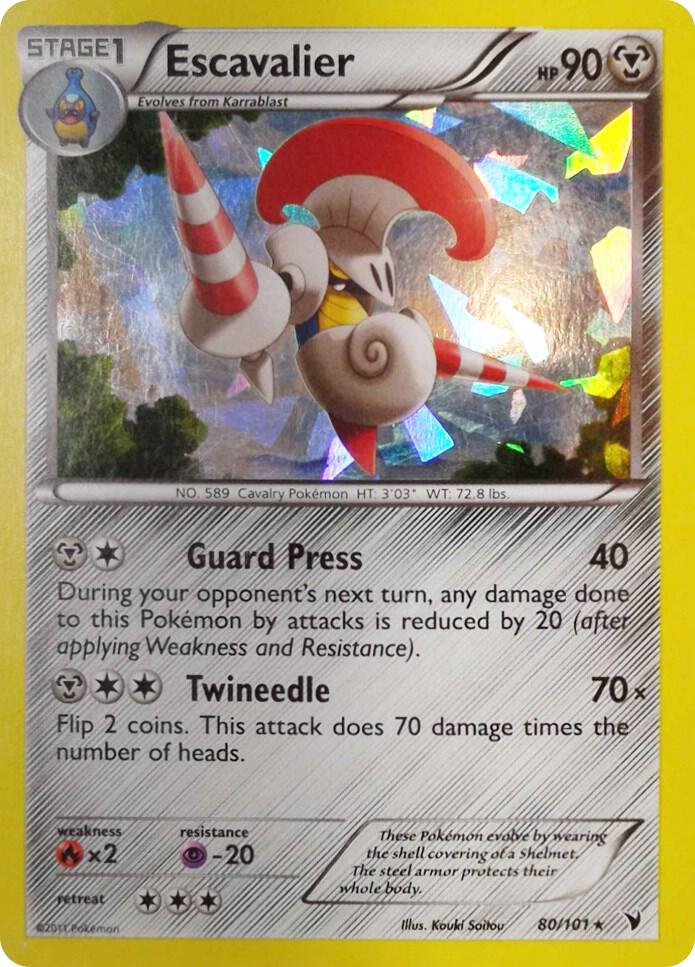 STAGE1
Escavalier
HP90
Evolves from Karrablast
NO. 589 Cavalry Pokémon HT: 3'03" WT: 72.8 lbs.
Guard Press 40
During your opponent's next turn, any damage done
to this Pokémon by attacks is reduced by 20 (after
applying Weakness and Resistance).
Twineedle 70x
Flip 2 coins. This attack does 70 damage times the
number of heads.
weakness resistance
x2 -20
These Pokémon evolve by wearing
the shell covering of a Shelmet.
The steel armor protects their
whole body.
retreat
©2011 Pokémon
Illus. Kouki Saitou 80/101 ★